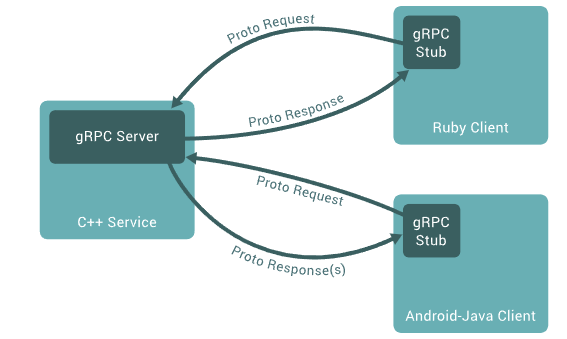 Proto Request
gRPC
Stub
Ruby Client
Proto Response
gRPC Server
C++ Service
Proto Request
gRPC
Stub
Proto Response(s)
Android-Java Client